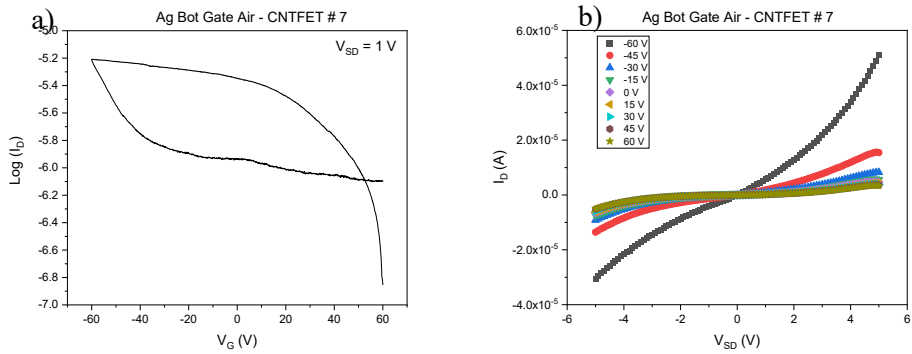 a)
Ag Bot Gate Air - CNTFET # 7
V_SD = 1 V
Log (I_D)
-5.0
-5.2
-5.4
-5.6
-5.8
-6.0
-6.2
-6.4
-6.6
-6.8
-7.0
-60 -40 -20 0 20 40 60
V_G (V)
b)
Ag Bot Gate Air - CNTFET # 7
I_D (A)
6.0x10⁻⁵
4.0x10⁻⁵
2.0x10⁻⁵
0.0
-2.0x10⁻⁵
-4.0x10⁻⁵
-60 V
-45 V
-30 V
-15 V
0 V
15 V
30 V
45 V
60 V
-6 -4 -2 0 2 4 6
V_SD (V)